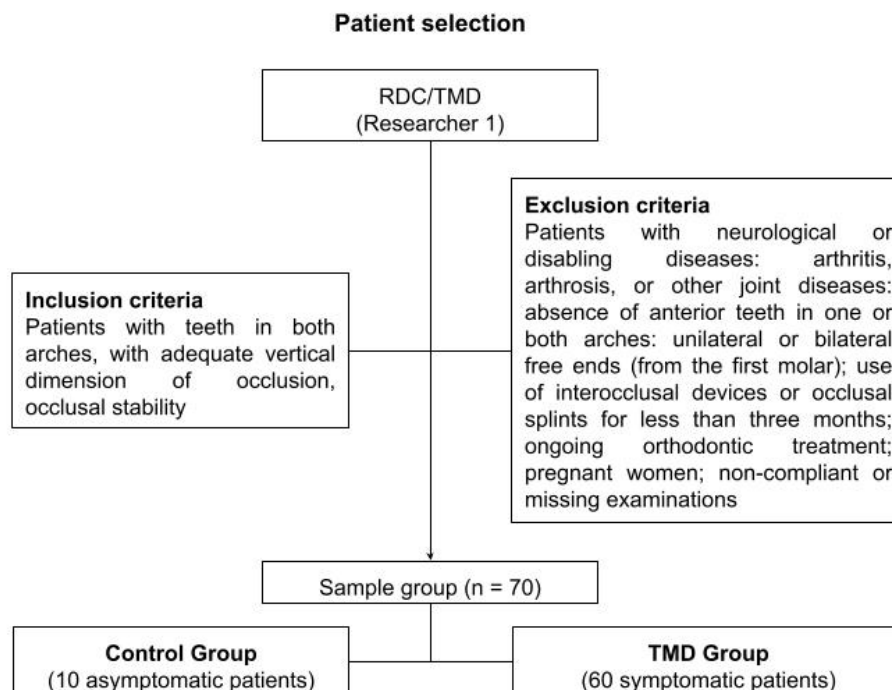 Patient selection
RDC/TMD
(Researcher 1)
Exclusion criteria
Patients with neurological or
disabling diseases: arthritis,
arthrosis, or other joint diseases:
absence of anterior teeth in one or
both arches: unilateral or bilateral
free ends (from the first molar); use
of interocclusal devices or occlusal
splints for less than three months;
ongoing orthodontic treatment;
pregnant women; non-compliant or
missing examinations
Inclusion criteria
Patients with teeth in both
arches, with adequate vertical
dimension of occlusion,
occlusal stability
Sample group (n = 70)
Control Group
(10 asymptomatic patients)
TMD Group
(60 symptomatic patients)